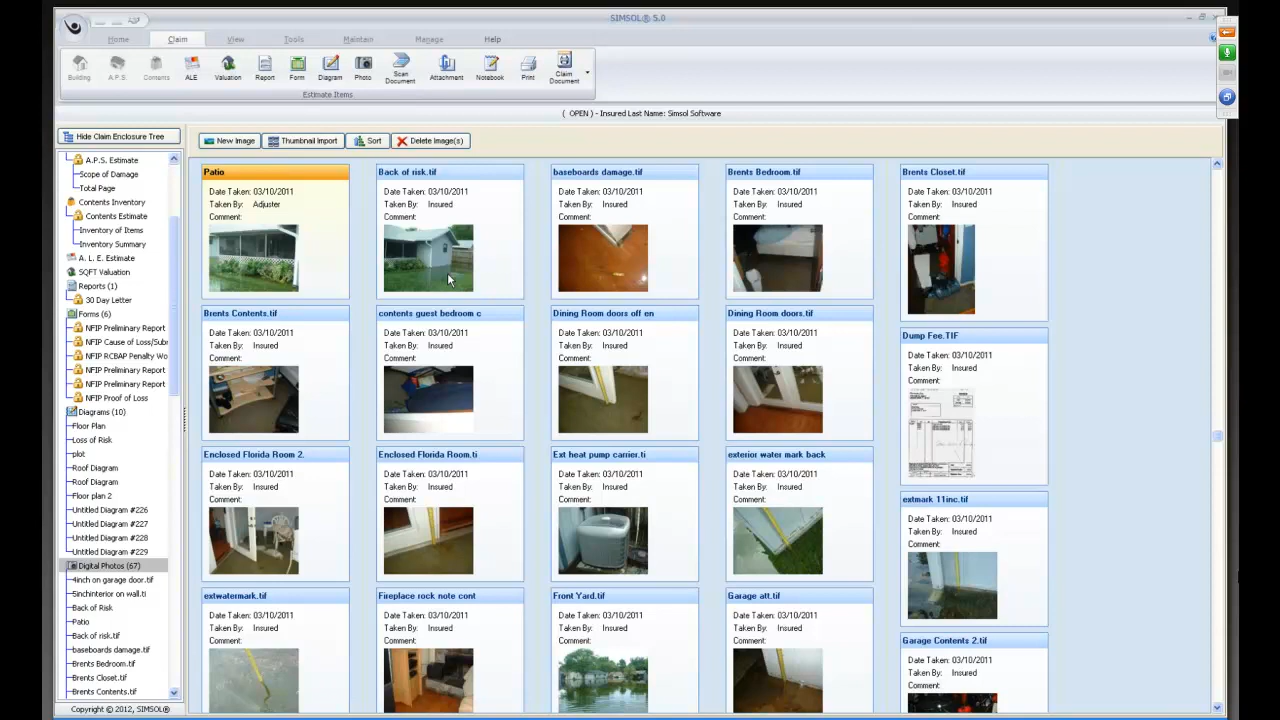 SIMSOL® 5.0
Home Claim View Tools Maintain Manage Help
Building A.P.S. Contents ALE Valuation Report Form Diagram Photo Scan Document Attachment Notebook Print Claim Document
Estimate Items
( OPEN ) - Insured Last Name: Simsol Software
Hide Claim Enclosure Tree
New Image Thumbnail Import Sort Delete Image(s)
A.P.S. Estimate
Scope of Damage
Total Page
Contents Inventory
Contents Estimate
Inventory of Items
Inventory Summary
A. L. E. Estimate
SQFT Valuation
Reports (1)
30 Day Letter
Forms (6)
NFIP Preliminary Report
NFIP Cause of Loss/Sub
NFIP RCBAP Penalty Wo
NFIP Preliminary Report
NFIP Preliminary Report
NFIP Proof of Loss
Diagrams (10)
Floor Plan
Loss of Risk
plot
Roof Diagram
Roof Diagram
Floor plan 2
Untitled Diagram #226
Untitled Diagram #227
Untitled Diagram #228
Untitled Diagram #229
Digital Photos (67)
4inch on garage door.tif
5inchinterior on wall.ti
Back of Risk
Patio
Back of risk.tif
baseboards damage.tif
Brents Bedroom.tif
Brents Closet.tif
Brents Contents.tif
Copyright © 2012, SIMSOL®
Patio
Date Taken: 03/10/2011
Taken By: Adjuster
Comment:
Back of risk.tif
Date Taken: 03/10/2011
Taken By: Insured
Comment:
baseboards damage.tif
Date Taken: 03/10/2011
Taken By: Insured
Comment:
Brents Bedroom.tif
Date Taken: 03/10/2011
Taken By: Insured
Comment:
Brents Closet.tif
Date Taken: 03/10/2011
Taken By: Insured
Comment:
Brents Contents.tif
Date Taken: 03/10/2011
Taken By: Insured
Comment:
contents guest bedroom c
Date Taken: 03/10/2011
Taken By: Insured
Comment:
Dining Room doors off en
Date Taken: 03/10/2011
Taken By: Insured
Comment:
Dining Room doors.tif
Date Taken: 03/10/2011
Taken By: Insured
Comment:
Dump Fee.TIF
Date Taken: 03/10/2011
Taken By: Insured
Comment:
Enclosed Florida Room 2.
Date Taken: 03/10/2011
Taken By: Insured
Comment:
Enclosed Florida Room.ti
Date Taken: 03/10/2011
Taken By: Insured
Comment:
Ext heat pump carrier.ti
Date Taken: 03/10/2011
Taken By: Insured
Comment:
exterior water mark back
Date Taken: 03/10/2011
Taken By: Insured
Comment:
extmark 11inc.tif
Date Taken: 03/10/2011
Taken By: Insured
Comment:
extwatermark.tif
Date Taken: 03/10/2011
Taken By: Insured
Comment:
Fireplace rock note cont
Date Taken: 03/10/2011
Taken By: Insured
Comment:
Front Yard.tif
Date Taken: 03/10/2011
Taken By: Insured
Comment:
Garage att.tif
Date Taken: 03/10/2011
Taken By: Insured
Comment:
Garage Contents 2.tif
Date Taken: 03/10/2011
Taken By: Insured
Comment: